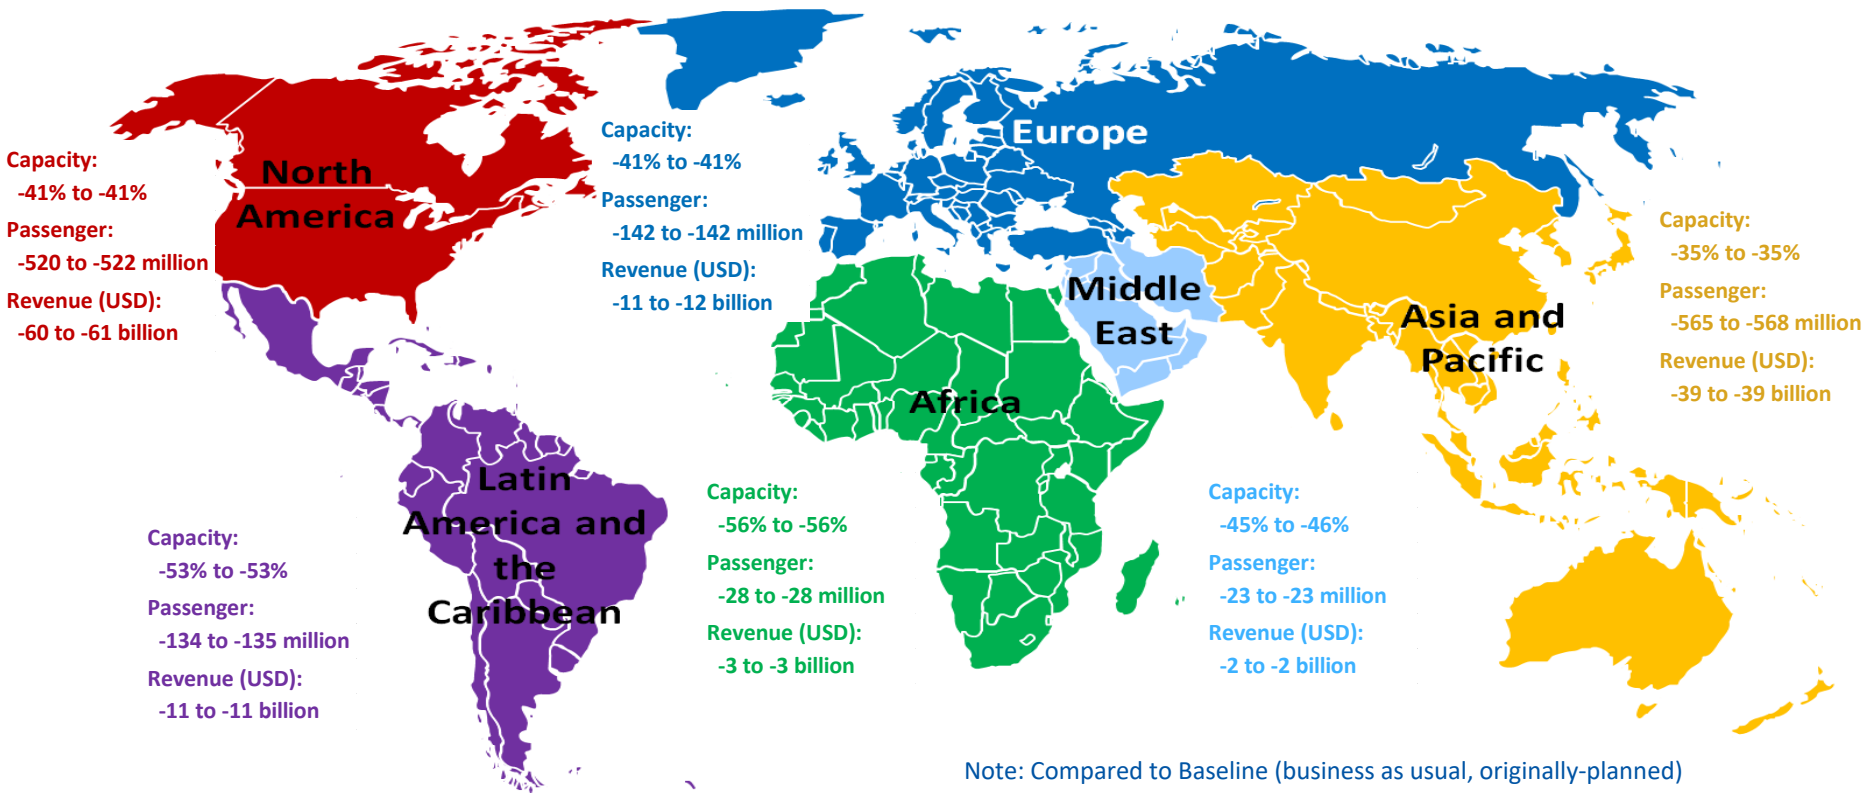 North
America
Capacity:
-41% to -41%
Passenger:
-520 to -522 million
Revenue (USD):
-60 to -61 billion
Europe
Capacity:
-41% to -41%
Passenger:
-142 to -142 million
Revenue (USD):
-11 to -12 billion
Middle
East
Asia and
Pacific
Capacity:
-35% to -35%
Passenger:
-565 to -568 million
Revenue (USD):
-39 to -39 billion
Africa
Latin
America and
the
Caribbean
Capacity:
-53% to -53%
Passenger:
-134 to -135 million
Revenue (USD):
-11 to -11 billion
Capacity:
-56% to -56%
Passenger:
-28 to -28 million
Revenue (USD):
-3 to -3 billion
Capacity:
-45% to -46%
Passenger:
-23 to -23 million
Revenue (USD):
-2 to -2 billion
Note: Compared to Baseline (business as usual, originally-planned)